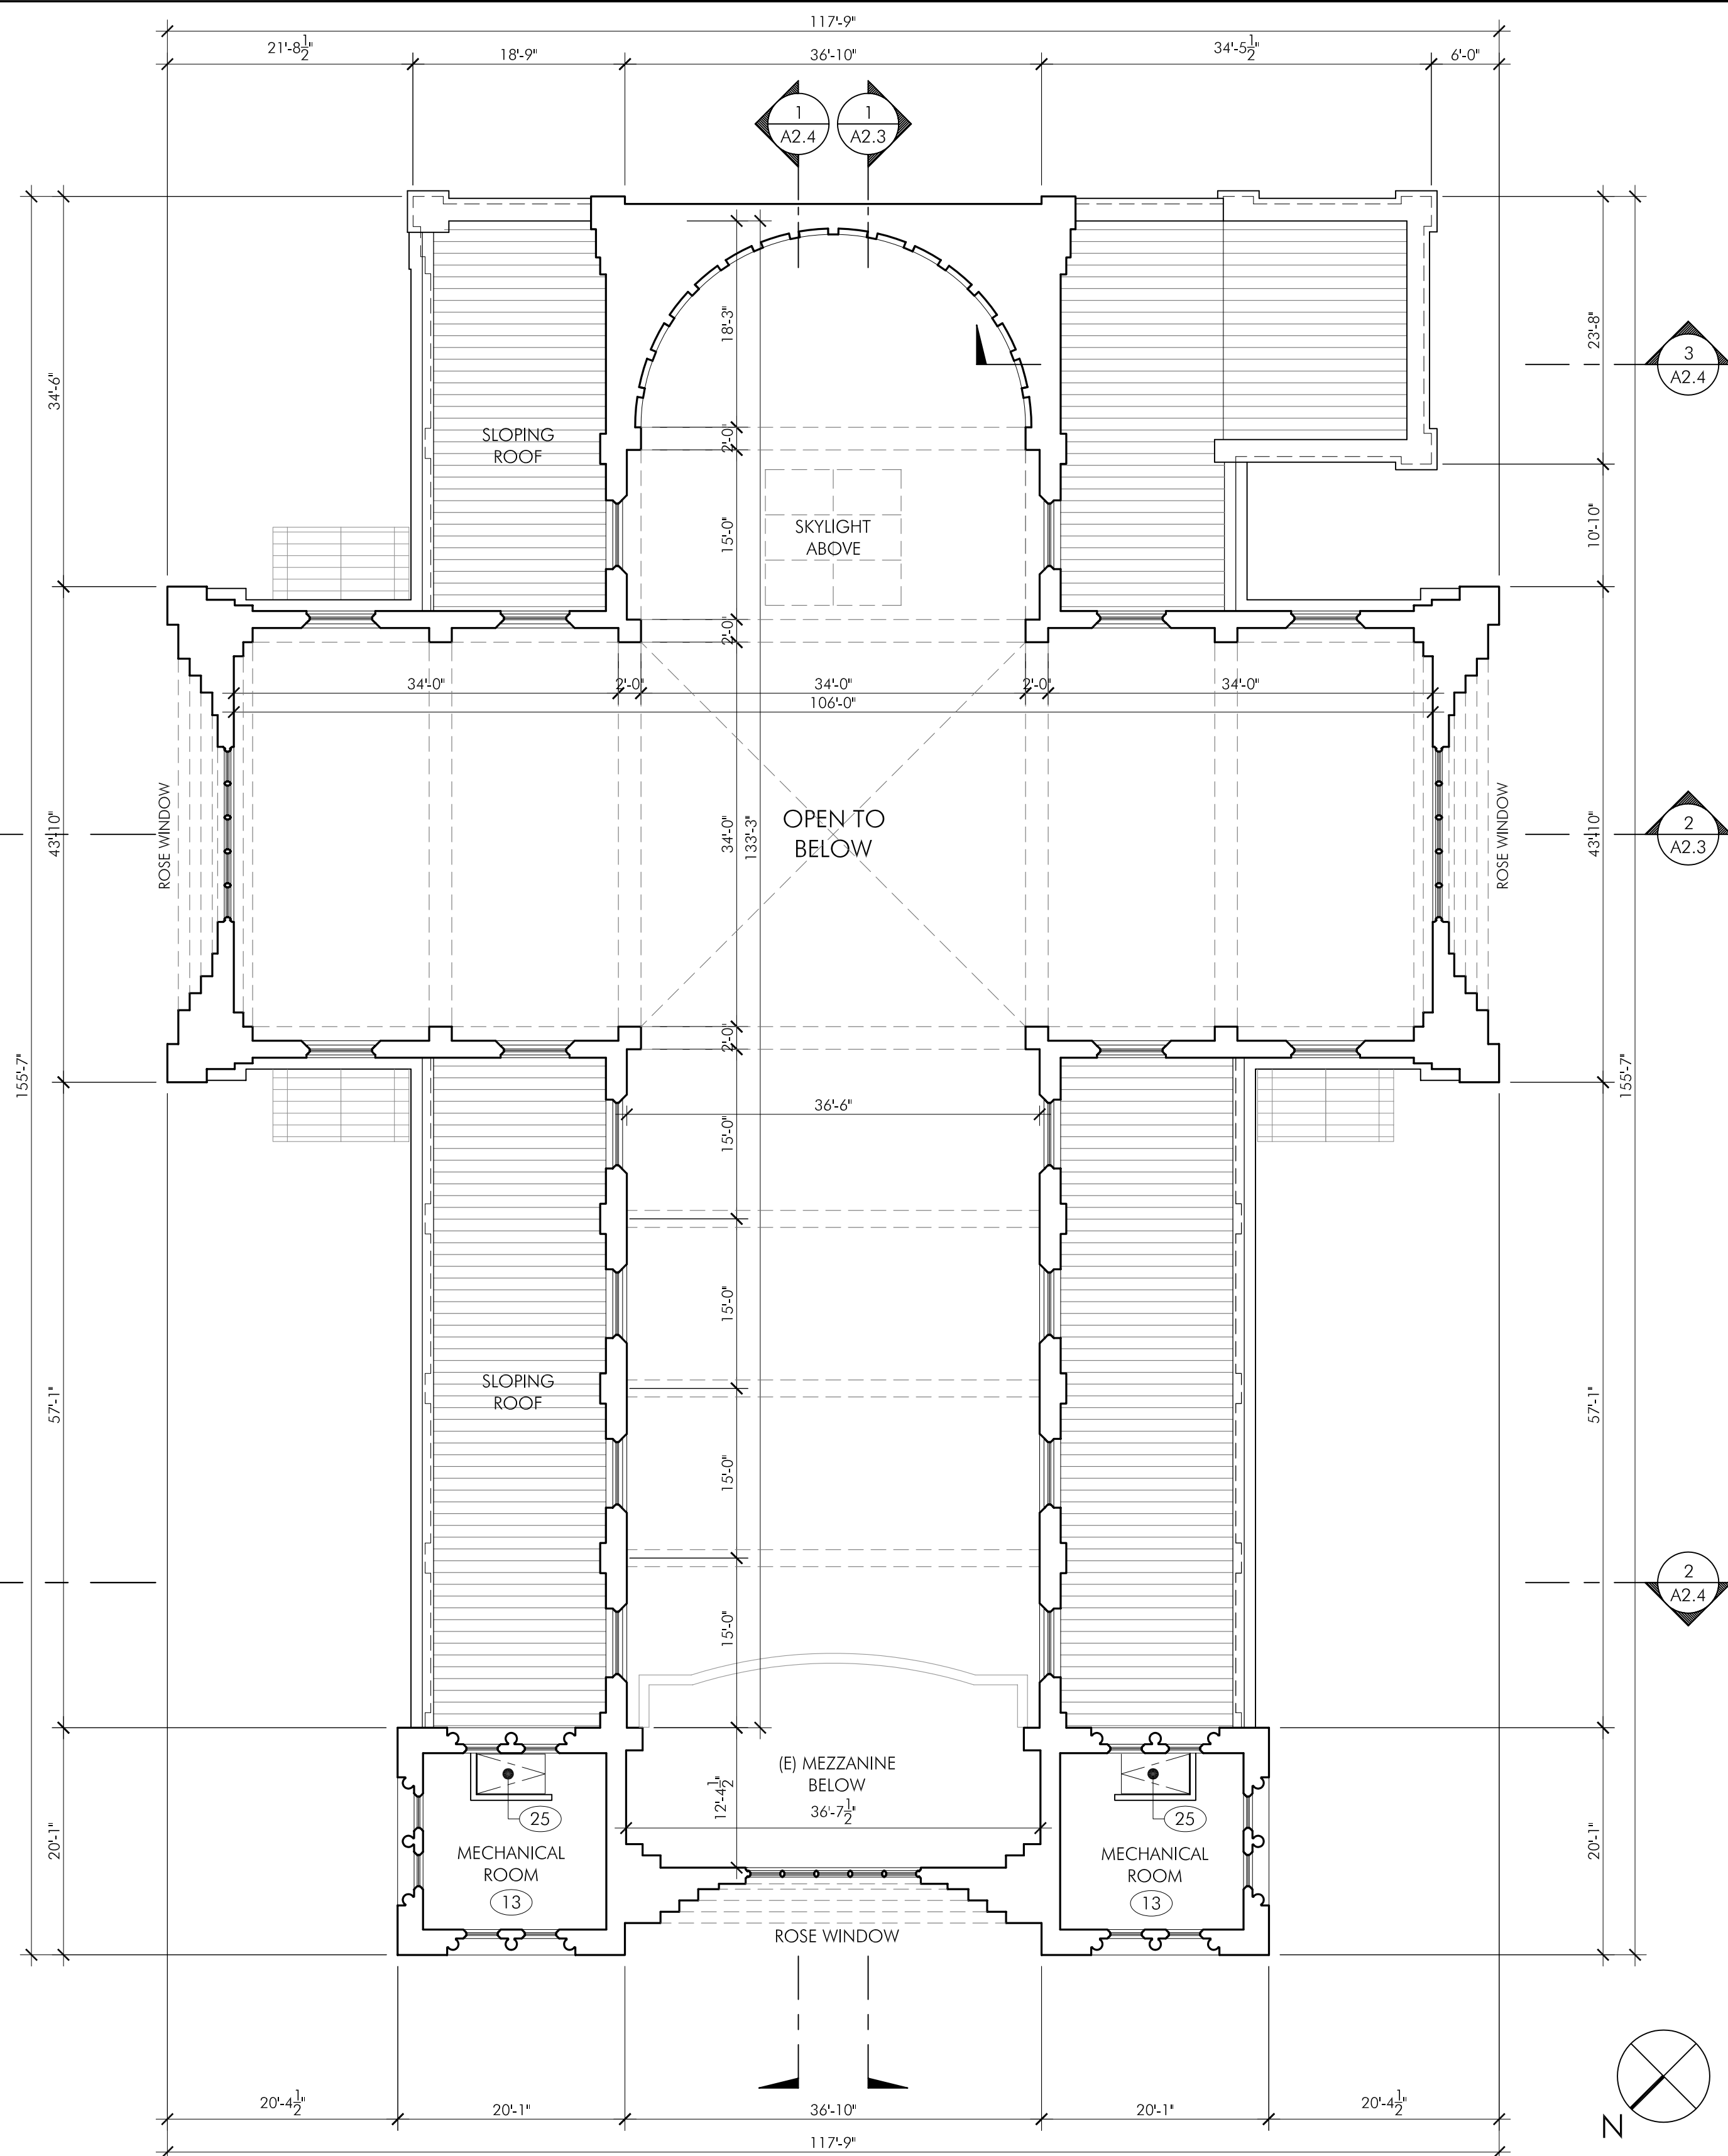 117'-9"
21'-8 1/2"
18'-9"
36'-10"
34'-5 1/2"
6'-0"
1
A2.4
1
A2.3
34'-6"
18'-3"
23'-8"
3
A2.4
SLOPING
ROOF
2'-0"
SKYLIGHT
ABOVE
15'-0"
10'-10"
2'-0"
34'-0"
2'-0"
34'-0"
2'-0"
34'-0"
106'-0"
ROSE WINDOW
43'-10"
OPEN TO
BELOW
34'-0"
133'-3"
ROSE WINDOW
43'-10"
2
A2.3
2'-0"
155'-7"
155'-7"
36'-6"
15'-0"
15'-0"
SLOPING
ROOF
57'-1"
57'-1"
15'-0"
2
A2.4
15'-0"
(E) MEZZANINE
BELOW
12'-4 1/2"
36'-7 1/2"
25
25
20'-1"
MECHANICAL
ROOM
13
MECHANICAL
ROOM
13
20'-1"
ROSE WINDOW
N
20'-4 1/2"
20'-1"
36'-10"
20'-1"
20'-4 1/2"
117'-9"